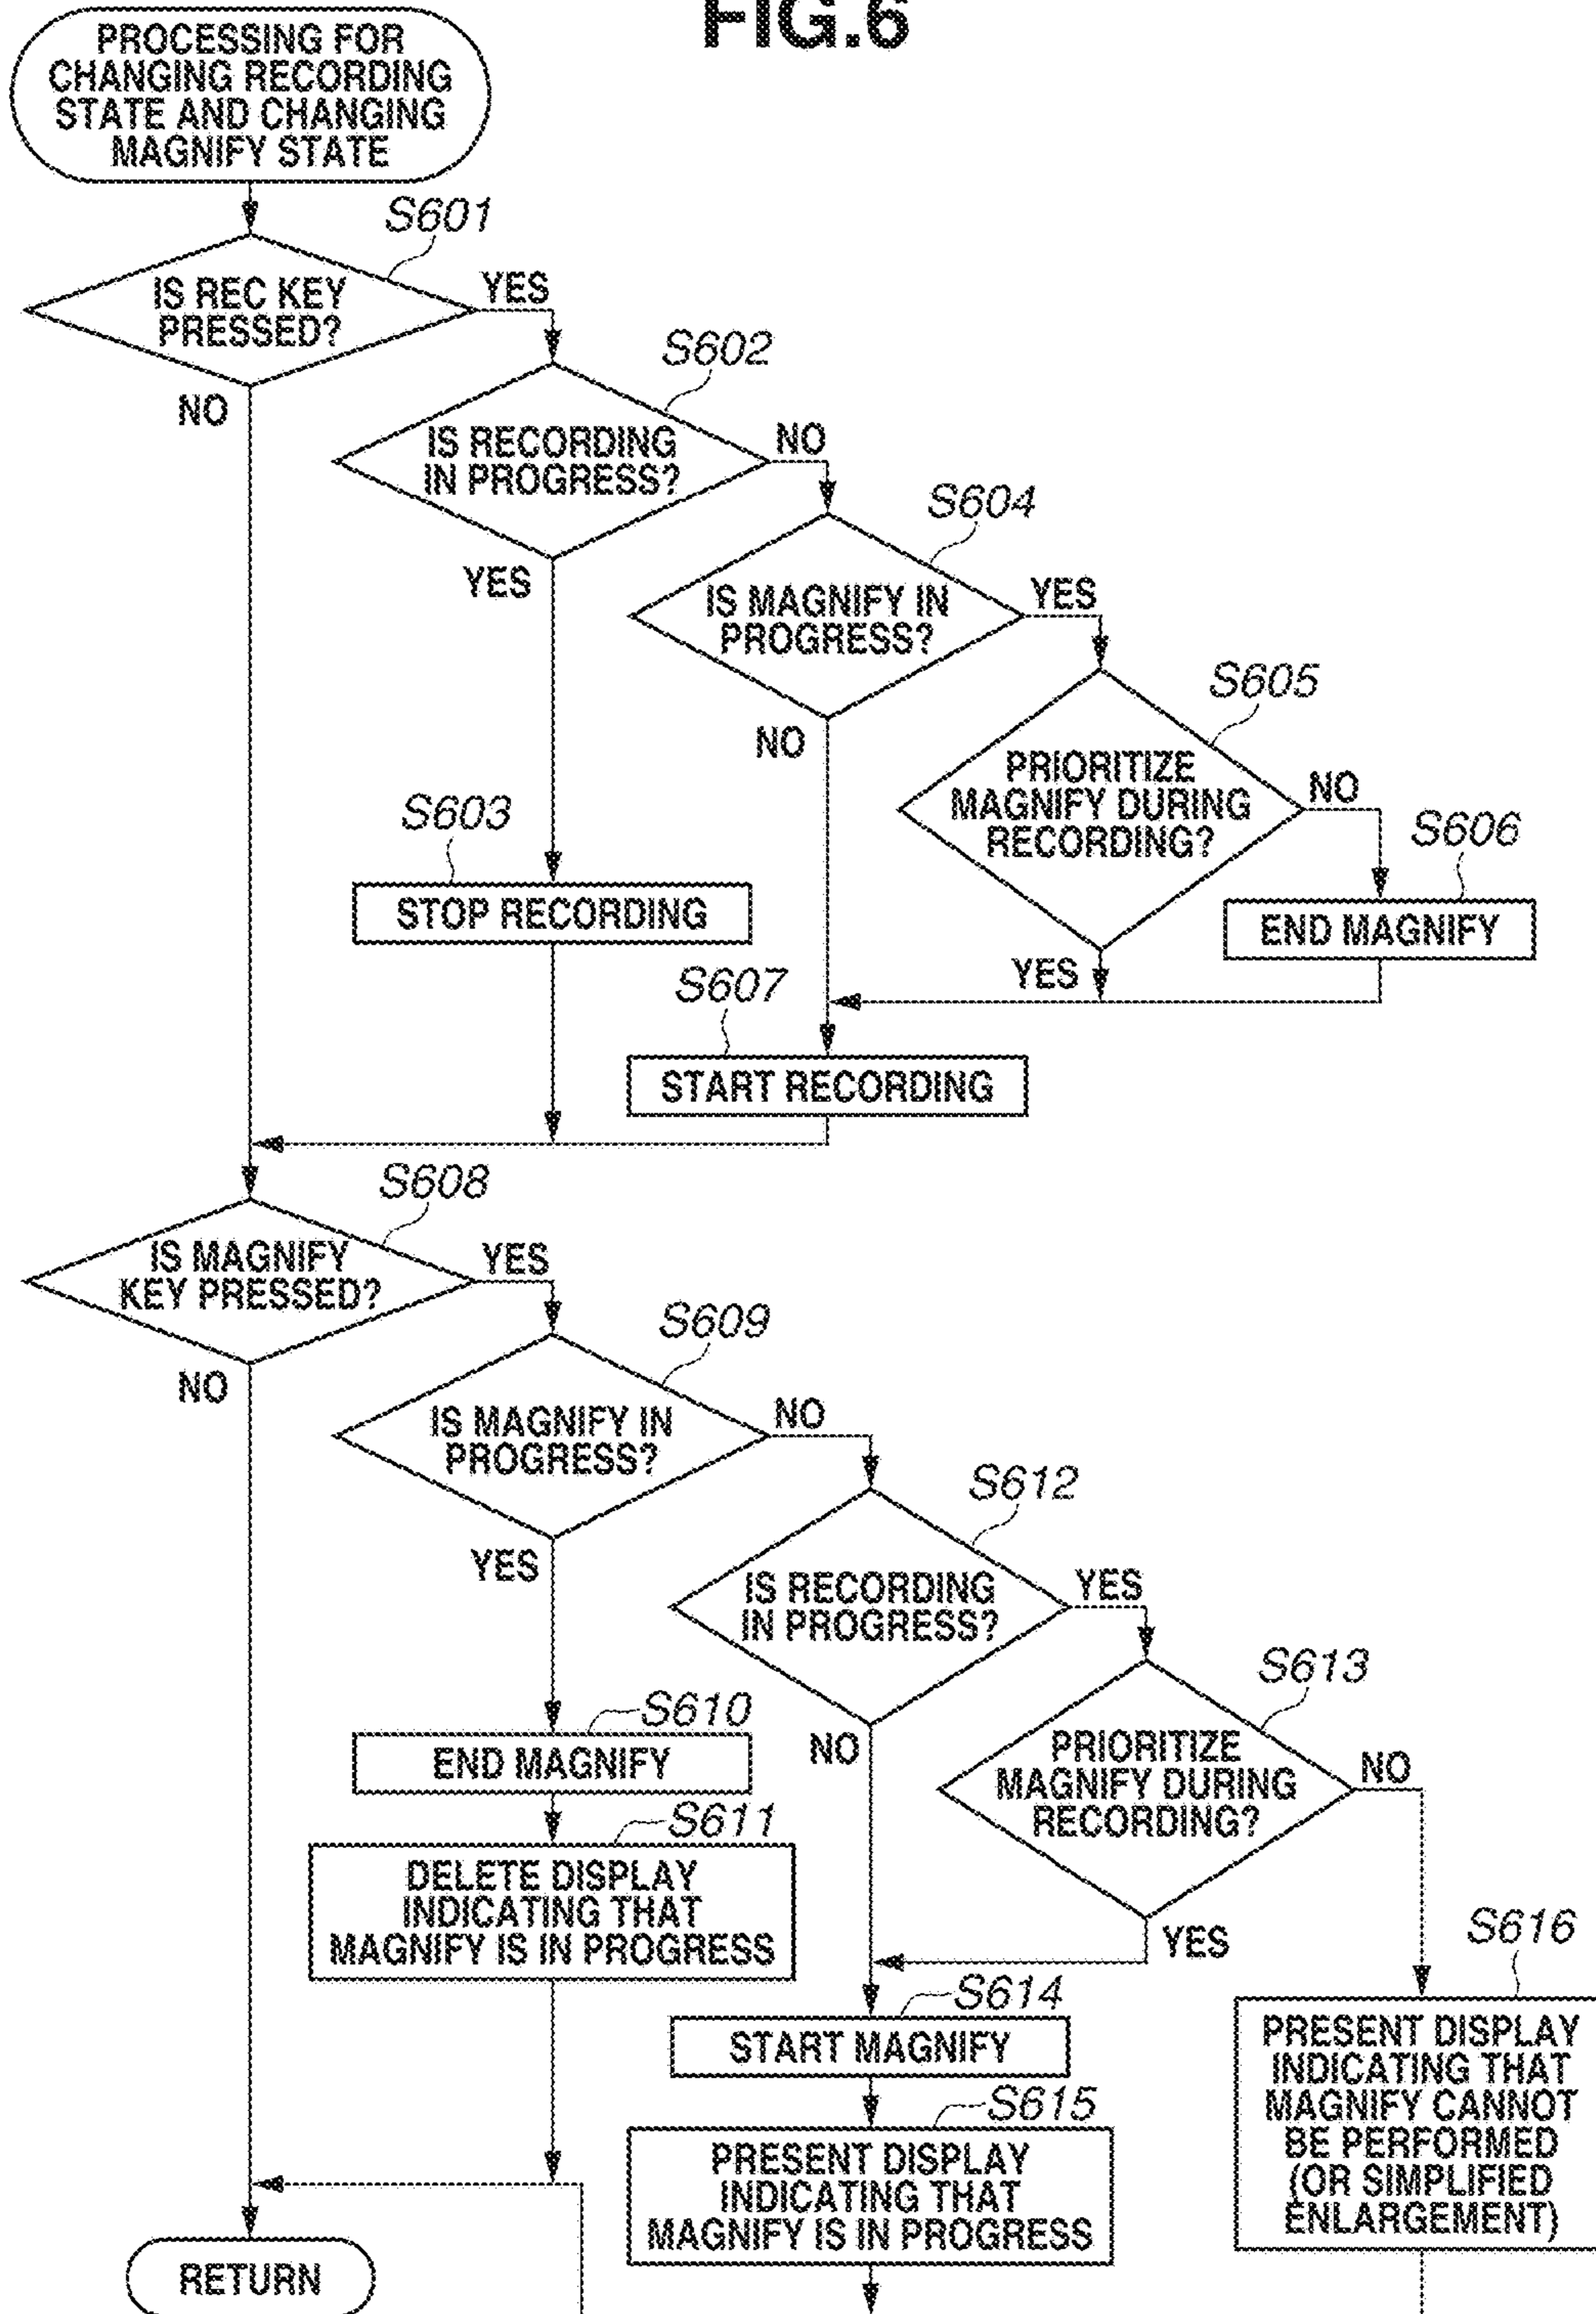 FIG.6
PROCESSING FOR
CHANGING RECORDING
STATE AND CHANGING
MAGNIFY STATE
S601
IS REC KEY
PRESSED?
YES
NO
S602
IS RECORDING
IN PROGRESS?
NO
YES
S604
IS MAGNIFY IN
PROGRESS?
YES
NO
S605
PRIORITIZE
MAGNIFY DURING
RECORDING?
NO
YES
S603
STOP RECORDING
S606
END MAGNIFY
S607
START RECORDING
S608
IS MAGNIFY
KEY PRESSED?
YES
NO
S609
IS MAGNIFY IN
PROGRESS?
NO
YES
S612
IS RECORDING
IN PROGRESS?
YES
NO
S613
PRIORITIZE
MAGNIFY DURING
RECORDING?
NO
YES
S610
END MAGNIFY
S611
DELETE DISPLAY
INDICATING THAT
MAGNIFY IS IN PROGRESS
S614
START MAGNIFY
S615
PRESENT DISPLAY
INDICATING THAT
MAGNIFY IS IN PROGRESS
S616
PRESENT DISPLAY
INDICATING THAT
MAGNIFY CANNOT
BE PERFORMED
(OR SIMPLIFIED
ENLARGEMENT)
RETURN